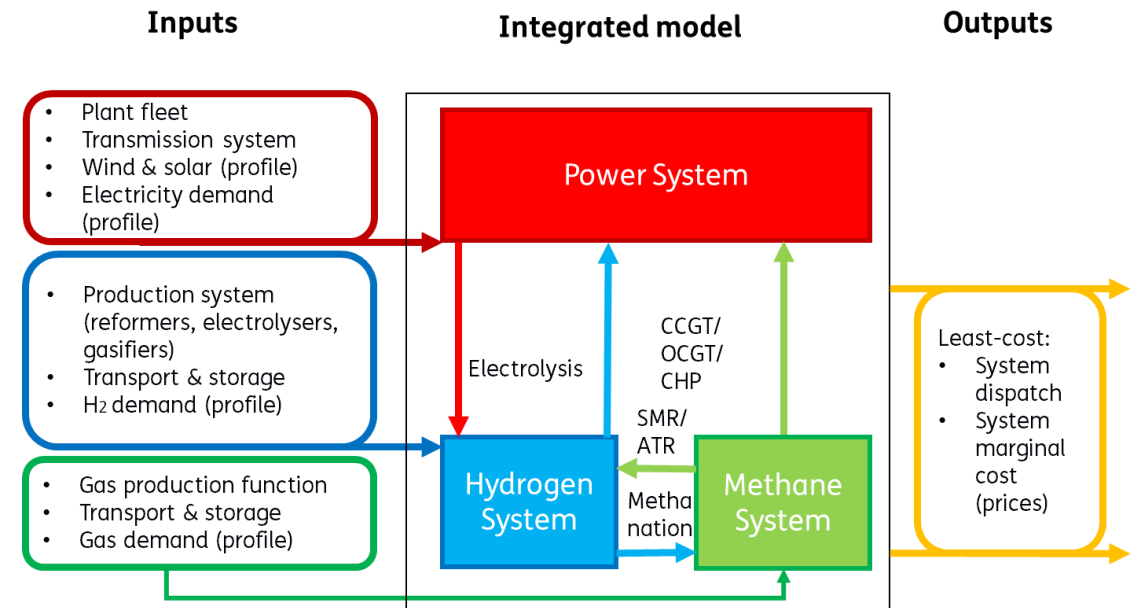 Inputs
Integrated model
Outputs
• Plant fleet
• Transmission system
• Wind & solar (profile)
• Electricity demand
(profile)
• Production system
(reformers, electrolysers,
gasifiers)
• Transport & storage
• H2 demand (profile)
• Gas production function
• Transport & storage
• Gas demand (profile)
Power System
Electrolysis
CCGT/
OCGT/
CHP
SMR/
ATR
Hydrogen
System
Metha
nation
Methane
System
Least-cost:
• System
dispatch
• System
marginal
cost
(prices)